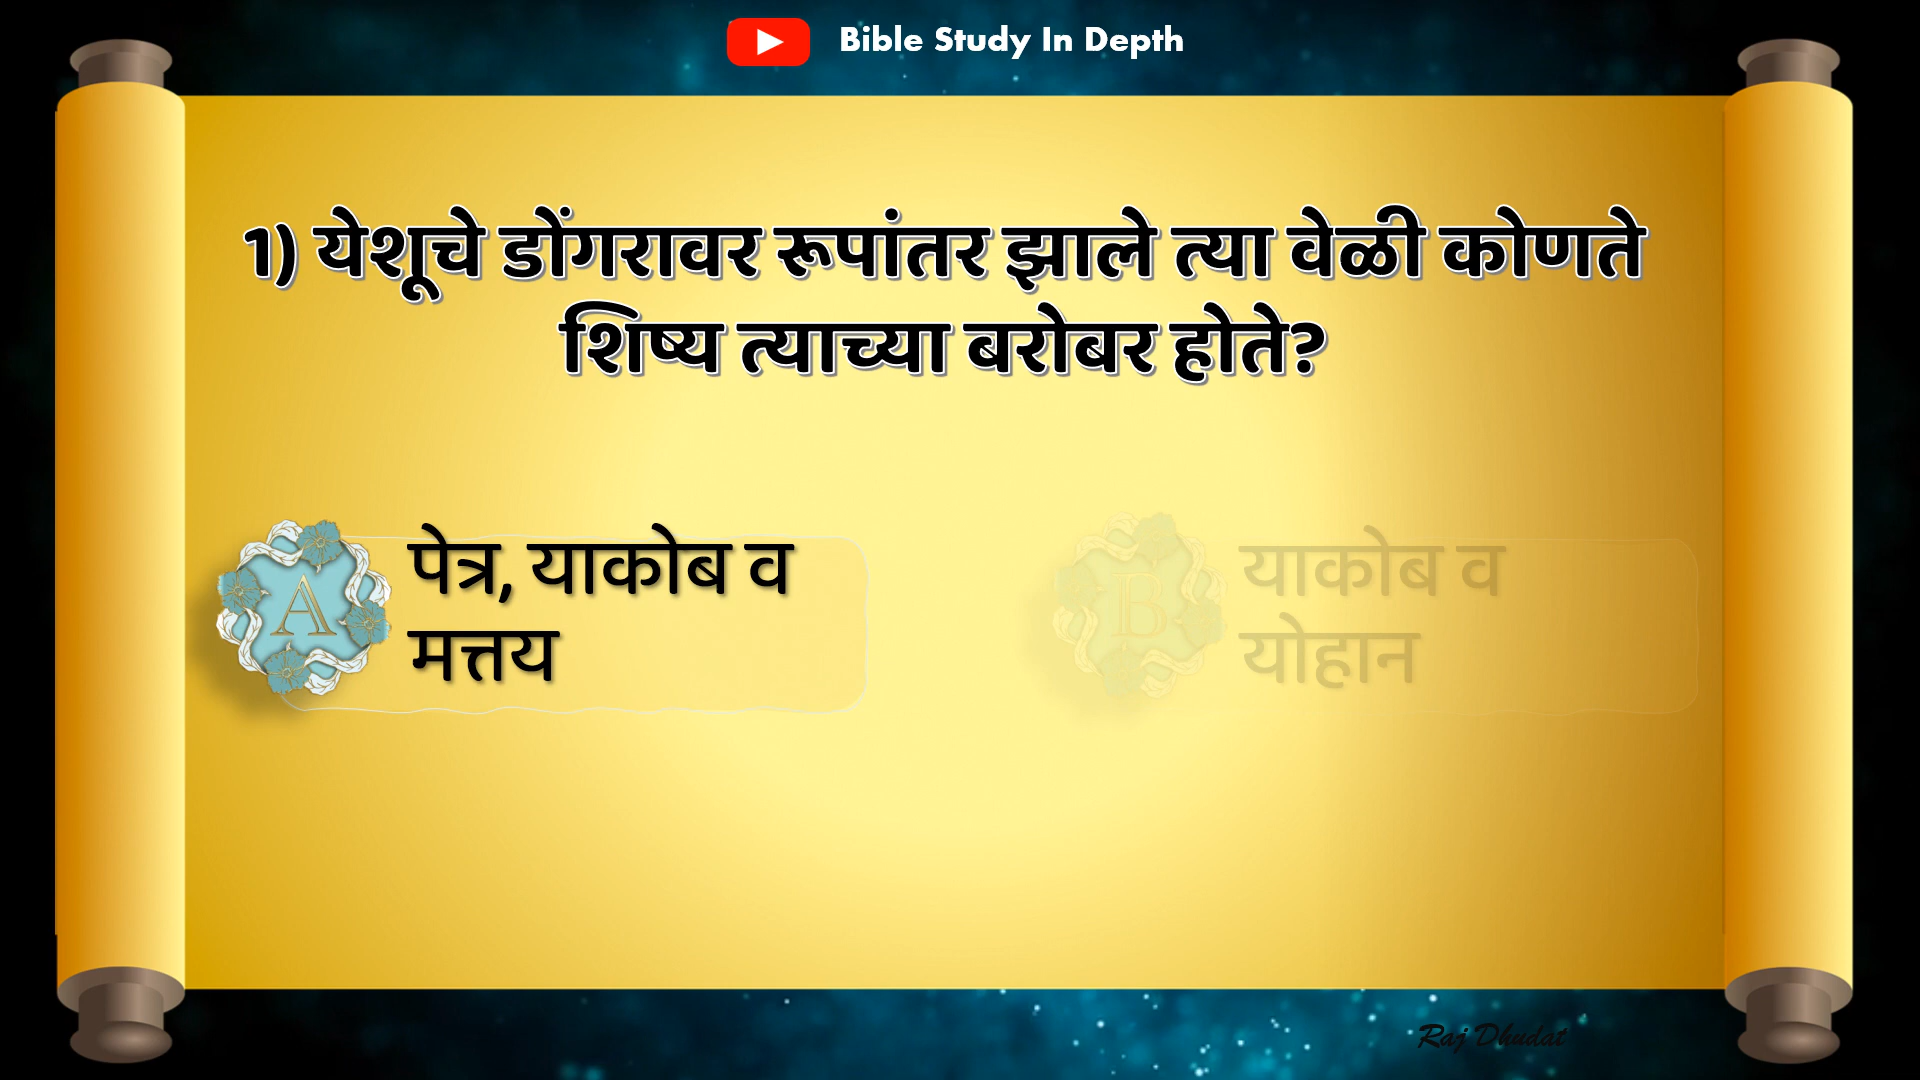 Bible Study In Depth
1) येशूचे डोंगरावर रूपांतर झाले त्या वेळी कोणते
शिष्य त्याच्या बरोबर होते?
A
पेत्र, याकोब व
मत्तय
B
याकोब व
योहान
Raj Dhudat